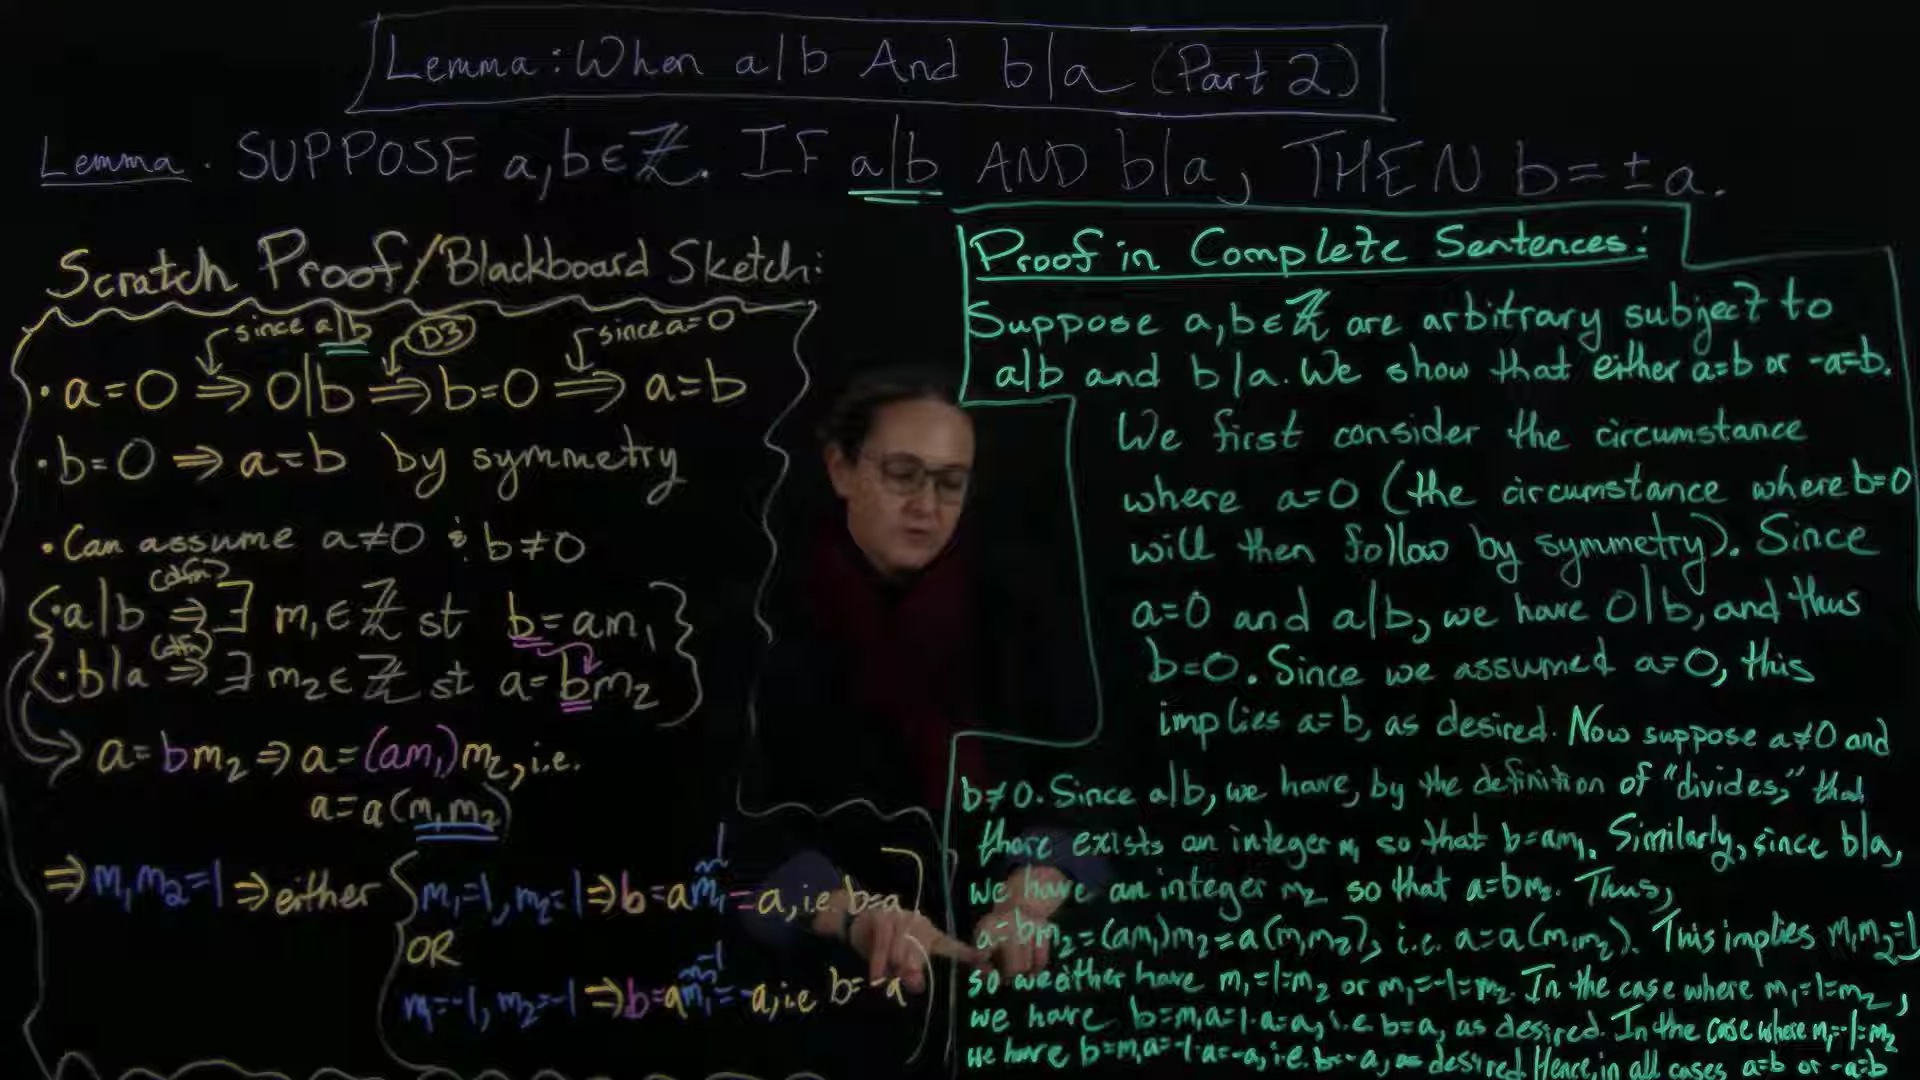 Lemma: When a|b And b|a (Part 2)
Lemma. SUPPOSE a, b ∈ ℤ. IF a|b AND b|a, THEN b = ±a.
Scratch Proof/Blackboard Sketch:
since a|b D3 since a=0
· a=0 ⇒ 0|b ⇒ b=0 ⇒ a=b
· b=0 ⇒ a=b by symmetry
· Can assume a≠0 & b≠0
(dfn)
· a|b ⇒ ∃ m₁∈ℤ st b=am₁
(dfn)
· b|a ⇒ ∃ m₂∈ℤ st a=bm₂
a=bm₂ ⇒ a=(am₁)m₂, i.e.
a=a(m₁m₂)
⇒ m₁m₂=1 ⇒ either
1
m₁=1, m₂=1 ⇒ b=am₁=a, i.e. b=a
OR
-1
m₁=-1, m₂=-1 ⇒ b=am₁=-a, i.e. b=-a
Proof in Complete Sentences:
Suppose a,b∈ℤ are arbitrary subject to
a|b and b|a. We show that either a=b or -a=b.
We first consider the circumstance
where a=0 (the circumstance where b=0
will then follow by symmetry). Since
a=0 and a|b, we have 0|b, and thus
b=0. Since we assumed a=0, this
implies a=b, as desired. Now suppose a≠0 and
b≠0. Since a|b, we have, by the definition of "divides," that
there exists an integer m₁ so that b=am₁. Similarly, since b|a,
we have an integer m₂ so that a=bm₂. Thus,
a=bm₂=(am₁)m₂=a(m₁m₂), i.e. a=a(m₁m₂). This implies m₁m₂=1
so we either have m₁=1=m₂ or m₁=-1=m₂. In the case where m₁=1=m₂,
we have b=m₁a=1·a=a, i.e. b=a, as desired. In the case where m₁=-1=m₂
we have b=m₁a=-1·a=-a, i.e. b=-a, as desired. Hence, in all cases a=b or -a=b